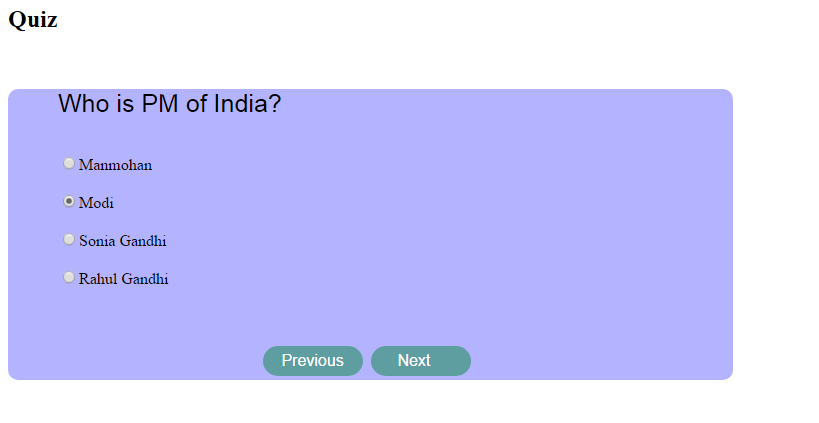 Quiz
Who is PM of India?
Manmohan
Modi
Sonia Gandhi
Rahul Gandhi
Previous Next